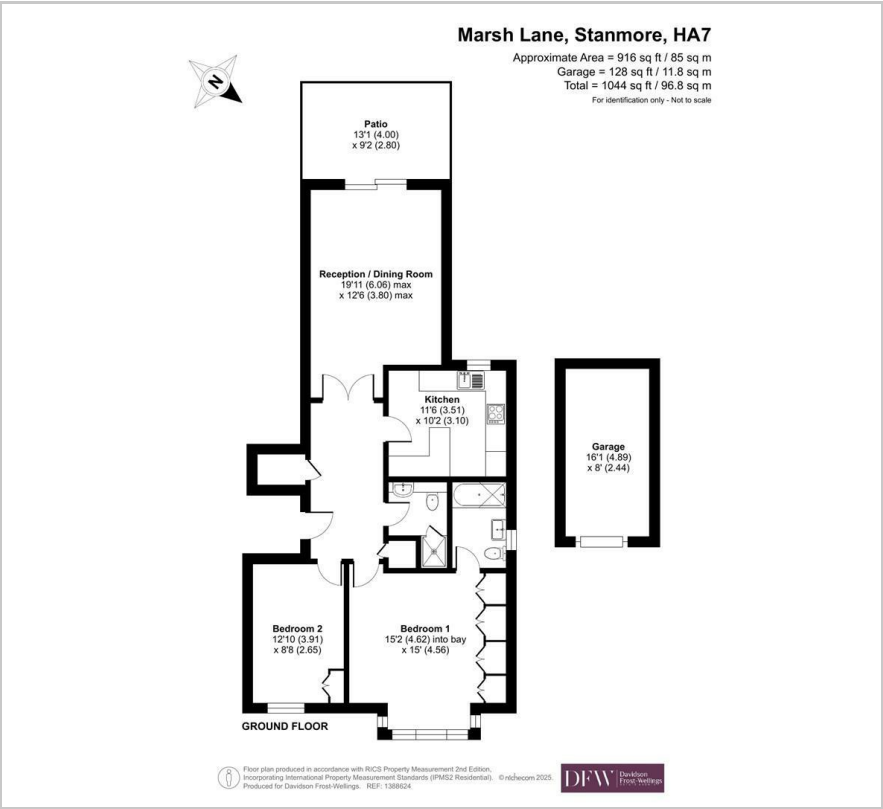 Marsh Lane, Stanmore, HA7
Approximate Area = 916 sq ft / 85 sq m
Garage = 128 sq ft / 11.8 sq m
Total = 1044 sq ft / 96.8 sq m
For identification only - Not to scale
N
Patio
13'1 (4.00)
x 9'2 (2.80)
Reception / Dining Room
19'11 (6.06) max
x 12'6 (3.80) max
Kitchen
11'6 (3.51)
x 10'2 (3.10)
Garage
16'1 (4.89)
x 8' (2.44)
Bedroom 2
12'10 (3.91)
x 8'8 (2.65)
Bedroom 1
15'2 (4.62) into bay
x 15' (4.56)
GROUND FLOOR
Floor plan produced in accordance with RICS Property Measurement 2nd Edition,
Incorporating International Property Measurement Standards (IPMS2 Residential). © nichecom 2025.
Produced for Davidson Frost-Wellings. REF: 1388624
DFW
Davidson
Frost-Wellings